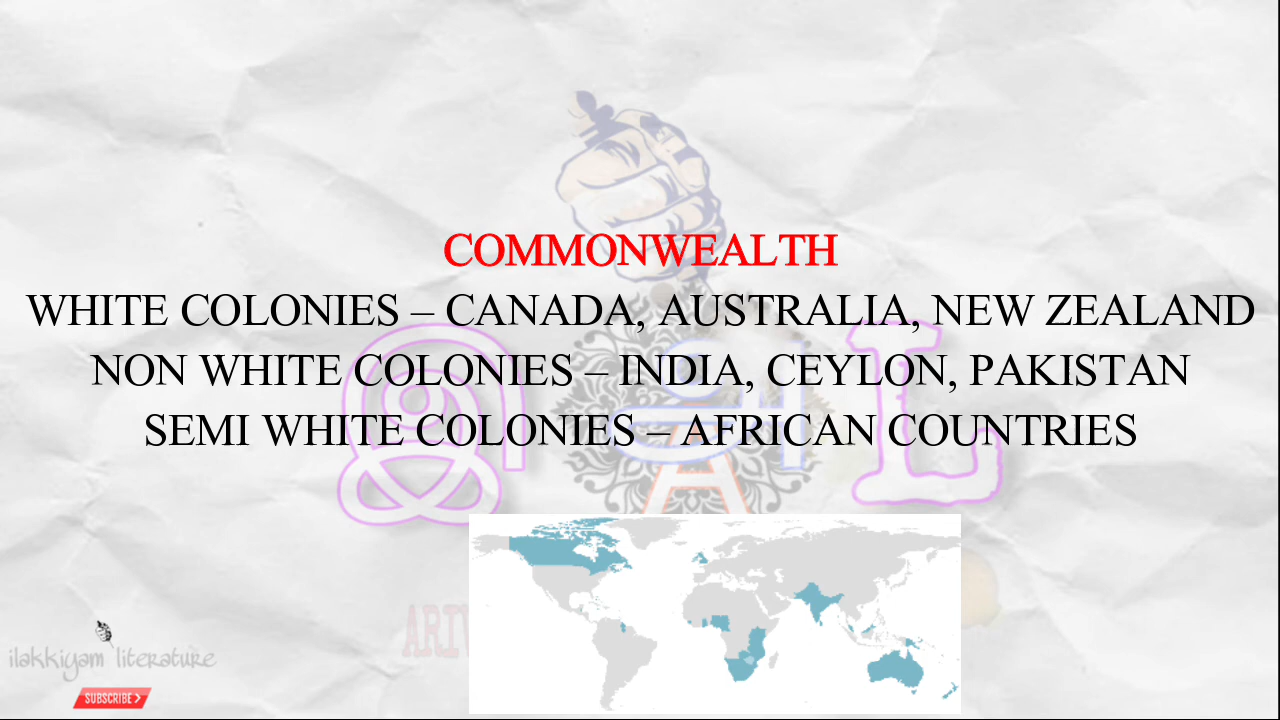 COMMONWEALTH
WHITE COLONIES – CANADA, AUSTRALIA, NEW ZEALAND
NON WHITE COLONIES – INDIA, CEYLON, PAKISTAN
SEMI WHITE COLONIES – AFRICAN COUNTRIES
இ
L
ilakkiyam literature
SUBSCRIBE >